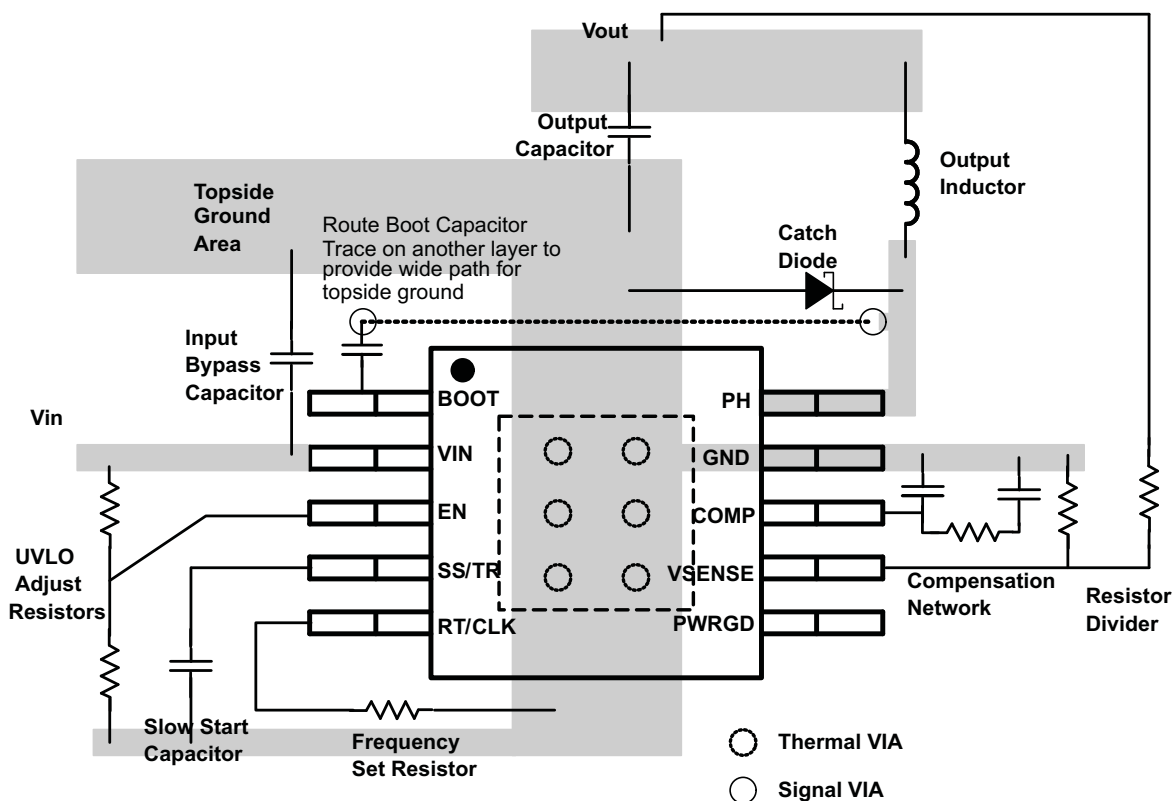 Vout
Output
Capacitor
Output
Inductor
Topside
Ground
Area
Route Boot Capacitor
Trace on another layer to
provide wide path for
topside ground
Catch
Diode
Input
Bypass
Capacitor
Vin
BOOT
VIN
EN
SS/TR
RT/CLK
PH
GND
COMP
VSENSE
PWRGD
UVLO
Adjust
Resistors
Compensation
Network
Resistor
Divider
Slow Start
Capacitor
Frequency
Set Resistor
Thermal VIA
Signal VIA